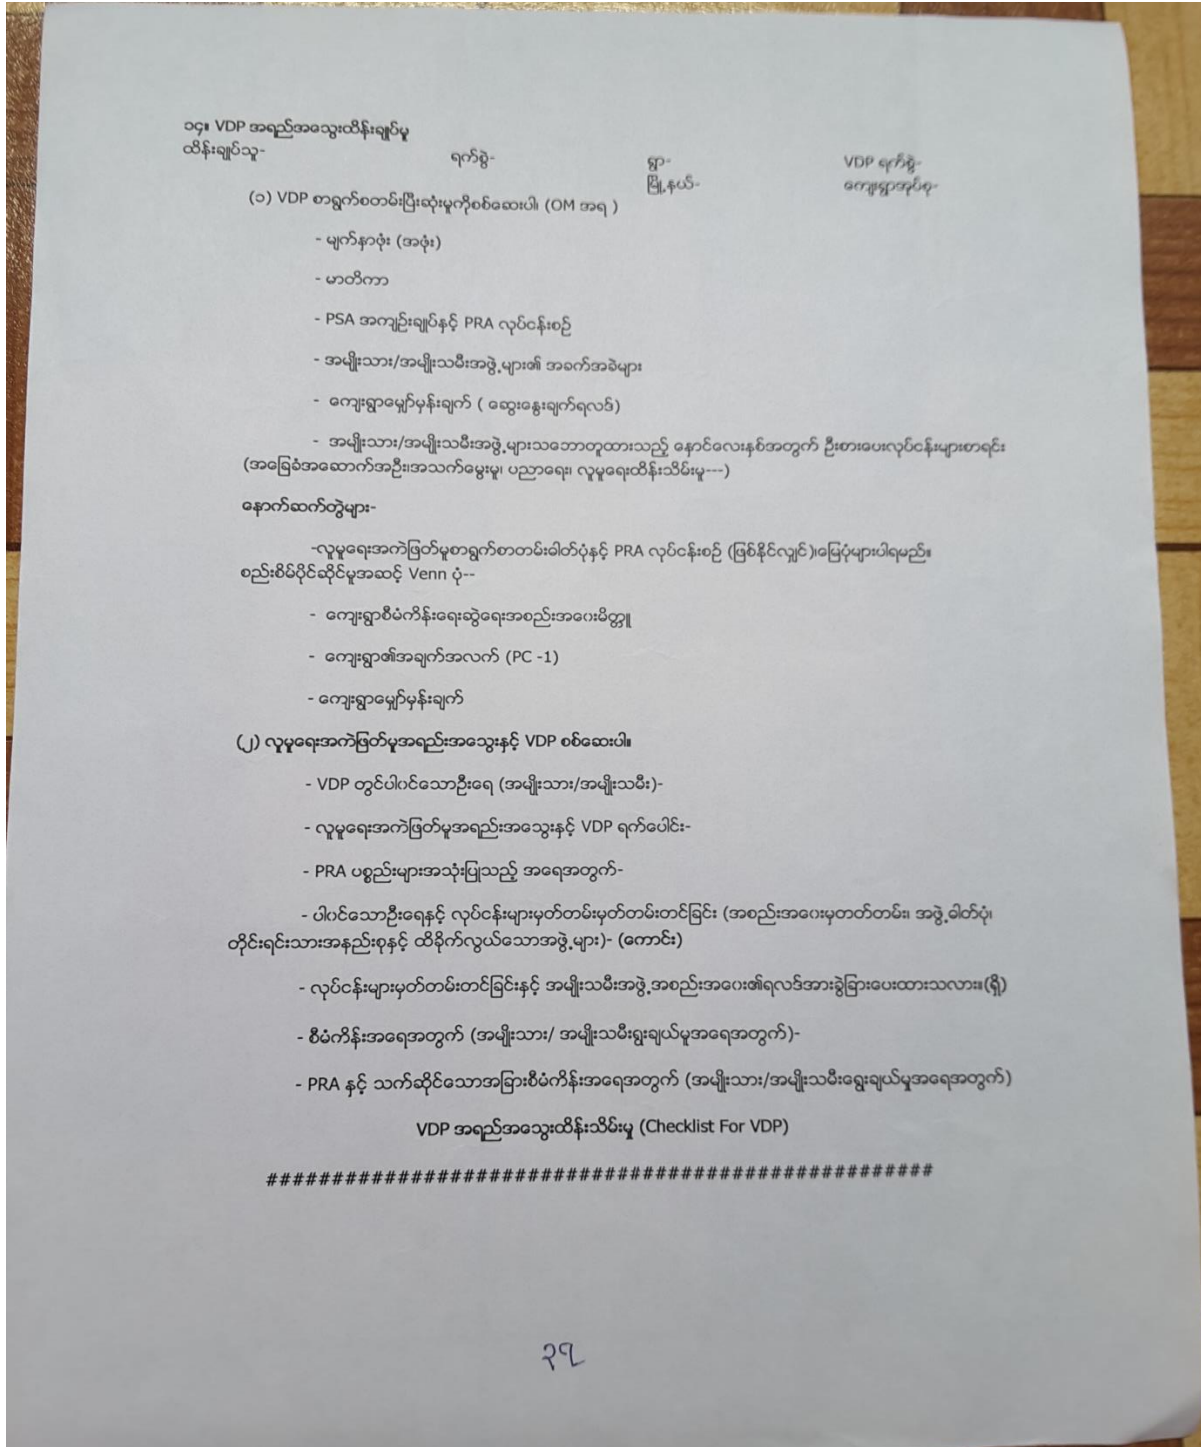 ၁၄။ VDP အရည်အသွေးထိန်းချုပ်မှု
ထိန်းချုပ်သူ- ရက်စွဲ- ရွာ- VDP ရက်စွဲ-
မြို့နယ်- ကျေးရွာအုပ်စု-
(၁) VDP စာရွက်စတမ်းပြီးဆုံးမှုကိုစစ်ဆေးပါ၊ (OM အရ )
- မျက်နှာဖုံး (အဖုံး)
- မာတိကာ
- PSA အကျဉ်းချုပ်နှင့် PRA လုပ်ငန်းစဉ်
- အမျိုးသား/အမျိုးသမီးအဖွဲ့များ၏ အခက်အခဲများ
- ကျေးရွာမျှော်မှန်းချက် ( ဆွေးနွေးချက်ရလဒ်)
- အမျိုးသား/အမျိုးသမီးအဖွဲ့များသဘောတူထားသည့် နောင်လေးနှစ်အတွက် ဦးစားပေးလုပ်ငန်းများစာရင်း
(အခြေခံအဆောက်အဦး၊အသက်မွေးမှု၊ ပညာရေး၊ လူမှုရေးထိန်းသိမ်းမှု---)
နောက်ဆက်တွဲများ-
-လူမှုရေးအကဲဖြတ်မှုစာရွက်စာတမ်းဓါတ်ပုံနှင့် PRA လုပ်ငန်းစဉ် (ဖြစ်နိုင်လျှင်)၊မြေပုံများပါရမည်။
စည်းစိမ်ပိုင်ဆိုင်မှုအဆင့် Venn ပုံ--
- ကျေးရွာစီမံကိန်းရေးဆွဲရေးအစည်းအဝေးမိတ္တူ
- ကျေးရွာ၏အချက်အလက် (PC -1)
- ကျေးရွာမျှော်မှန်းချက်
(၂) လူမှုရေးအကဲဖြတ်မှုအရည်းအသွေးနှင့် VDP စစ်ဆေးပါ။
- VDP တွင်ပါဝင်သောဦးရေ (အမျိုးသား/အမျိုးသမီး)-
- လူမှုရေးအကဲဖြတ်မှုအရည်းအသွေးနှင့် VDP ရက်ပေါင်း-
- PRA ပစ္စည်းများအသုံးပြုသည့် အရေအတွက်-
- ပါဝင်သောဦးရေနှင့် လုပ်ငန်းများမှတ်တမ်းမှတ်တမ်းတင်ခြင်း (အစည်းအဝေးမှတတ်တမ်း၊ အဖွဲ့ဓါတ်ပုံ၊
တိုင်းရင်းသားအနည်းစုနှင့် ထိခိုက်လွယ်သောအဖွဲ့များ)- (ကောင်း)
- လုပ်ငန်းများမှတ်တမ်းတင်ခြင်းနှင့် အမျိုးသမီးအဖွဲ့အစည်းအဝေး၏ရလဒ်အားခွဲခြားပေးထားသလား။(ရှိ)
- စီမံကိန်းအရေအတွက် (အမျိုးသား/ အမျိုးသမီးရွးချယ်မှုအရေအတွက်)-
- PRA နှင့် သက်ဆိုင်သောအခြားစီမံကိန်းအရေအတွက် (အမျိုးသား/အမျိုးသမီးရွေးချယ်မှုအရေအတွက်)
VDP အရည်အသွေးထိန်းသိမ်းမှု (Checklist For VDP)
###################################################
၃၇